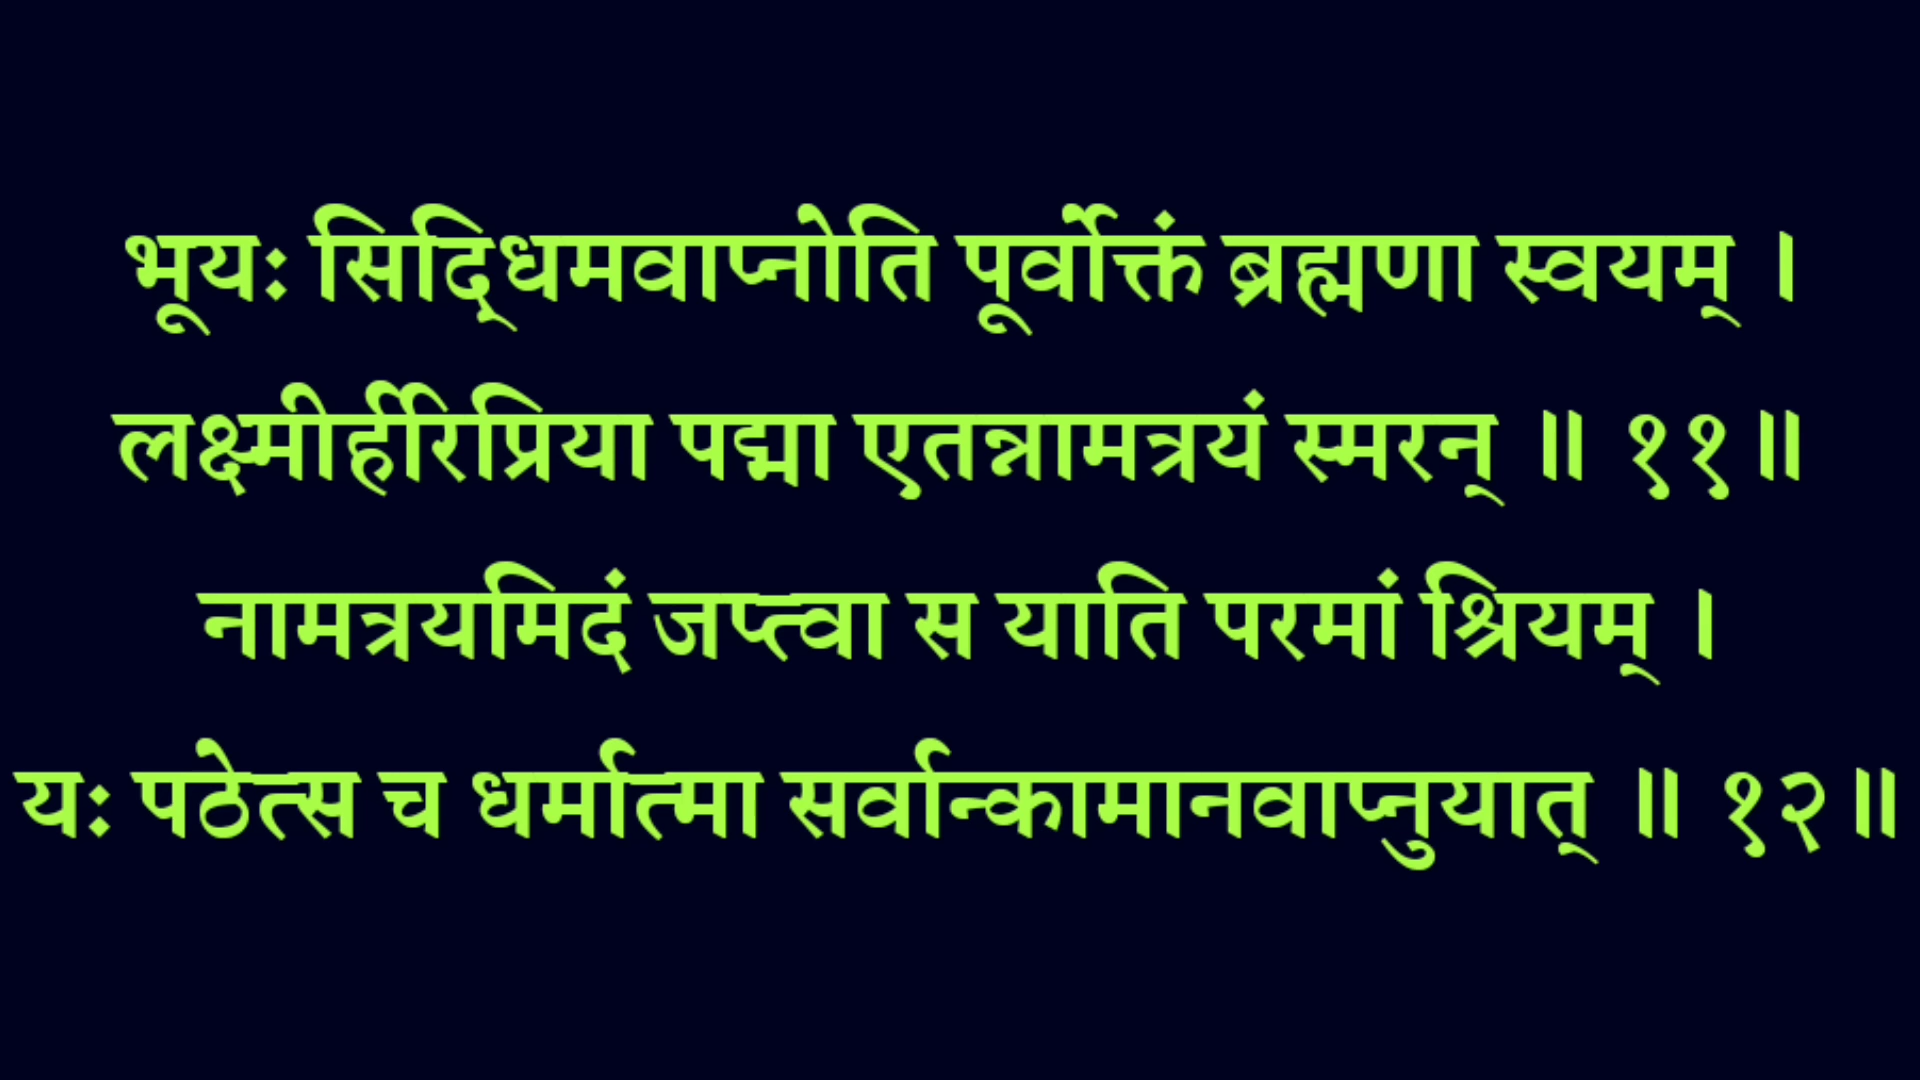 भूयः सिद्धिमवाप्नोति पूर्वोक्तं ब्रह्मणा स्वयम् ।
लक्ष्मीर्हरिप्रिया पद्मा एतन्नामत्रयं स्मरन् ॥ ११॥
नामत्रयमिदं जप्त्वा स याति परमां श्रियम् ।
यः पठेत्स च धर्मात्मा सर्वान्कामानवाप्नुयात् ॥ १२॥